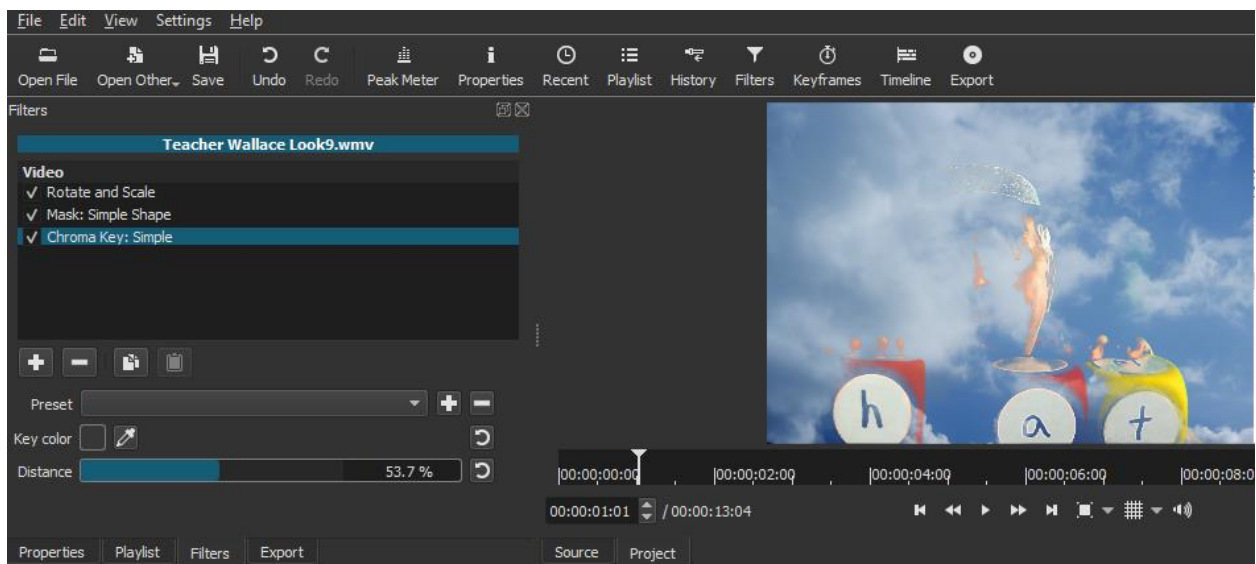 File Edit View Settings Help
Open File Open Other Save Undo Redo Peak Meter Properties Recent Playlist History Filters Keyframes Timeline Export
Filters
Teacher Wallace Look9.wmv
Video
✓ Rotate and Scale
✓ Mask: Simple Shape
✓ Chroma Key: Simple
h a t
Preset
Key color
Distance 53.7 %
00:00:00:00 00:00:02:00 00:00:04:00 00:00:06:00 00:00:08:0
00:00:01:01 / 00:00:13:04
Properties Playlist Filters Export Source Project